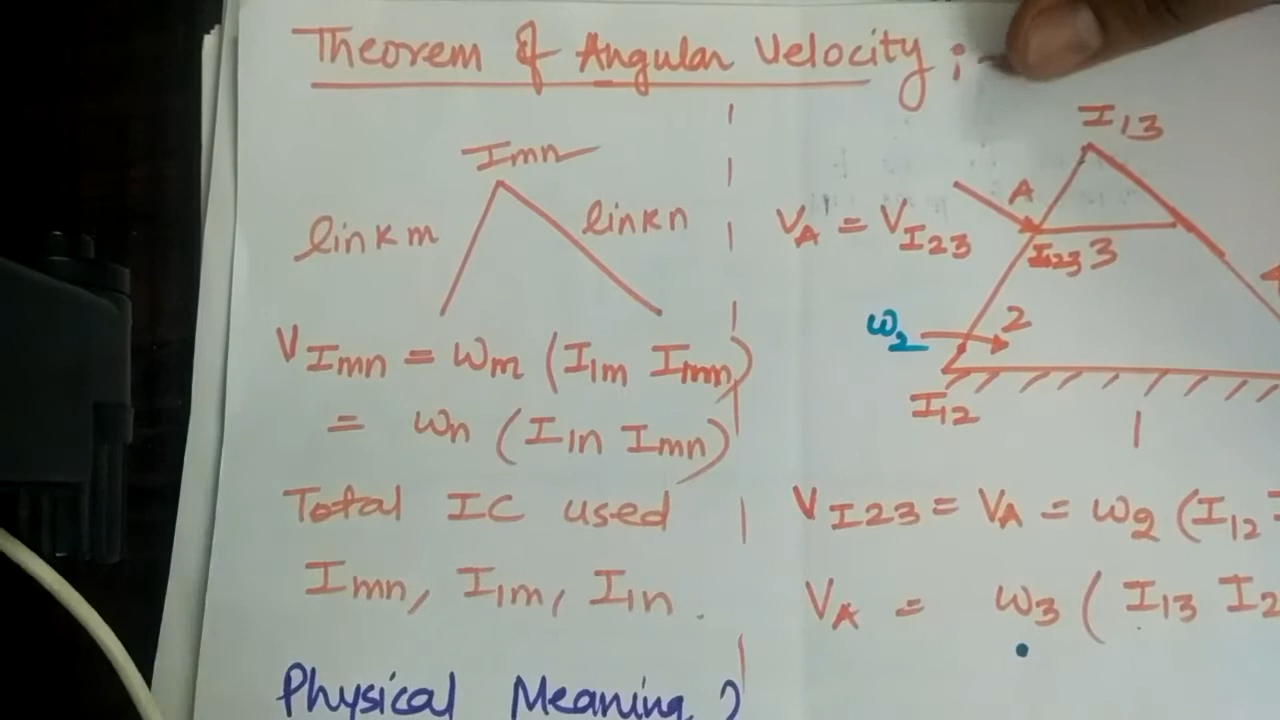 Theorem of Angular Velocity :-
Imn
link m
link n
VImn = ωm (I1m Imn)
= ωn (I1n Imn)
Total IC used
Imn, I1m, I1n.
Physical Meaning ?
I13
A
VA = VI23
I23 3
ω2
2
I12
1
VI23 = VA = ω2 (I12
VA = ω3 ( I13 I2